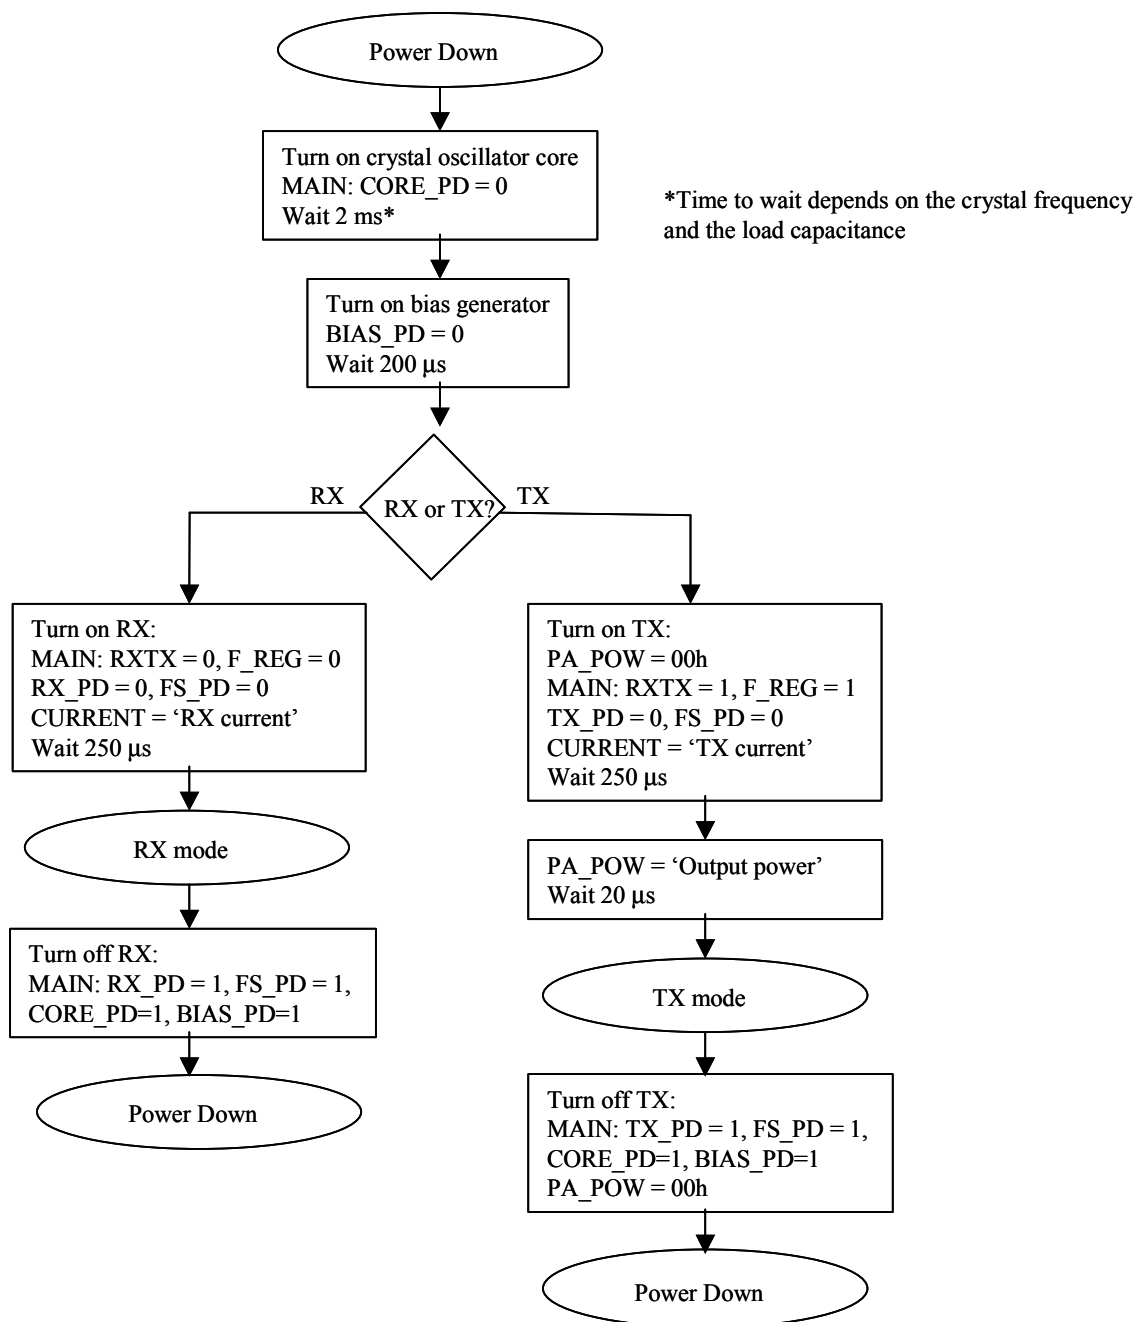 Power Down
Turn on crystal oscillator core
MAIN: CORE_PD = 0
Wait 2 ms*
*Time to wait depends on the crystal frequency
and the load capacitance
Turn on bias generator
BIAS_PD = 0
Wait 200 μs
RX
RX or TX?
TX
Turn on RX:
MAIN: RXTX = 0, F_REG = 0
RX_PD = 0, FS_PD = 0
CURRENT = ‘RX current’
Wait 250 μs
RX mode
Turn off RX:
MAIN: RX_PD = 1, FS_PD = 1,
CORE_PD=1, BIAS_PD=1
Power Down
Turn on TX:
PA_POW = 00h
MAIN: RXTX = 1, F_REG = 1
TX_PD = 0, FS_PD = 0
CURRENT = ‘TX current’
Wait 250 μs
PA_POW = ‘Output power’
Wait 20 μs
TX mode
Turn off TX:
MAIN: TX_PD = 1, FS_PD = 1,
CORE_PD=1, BIAS_PD=1
PA_POW = 00h
Power Down